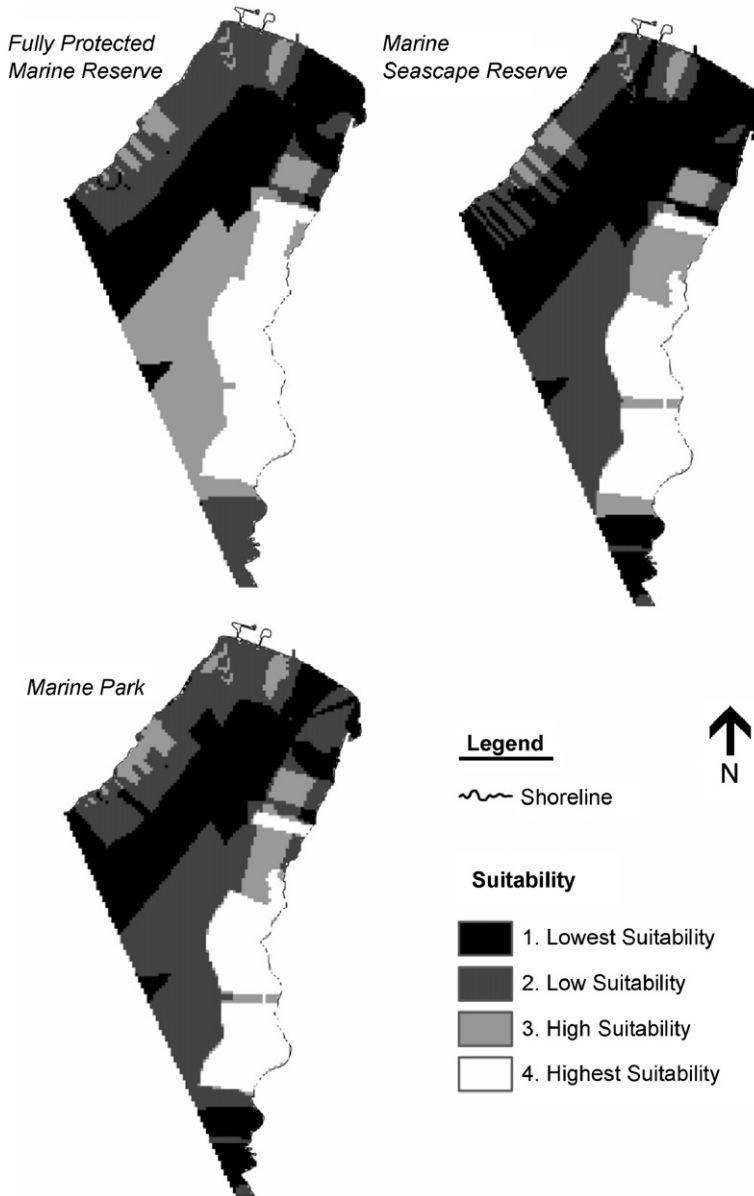 Fully Protected
Marine Reserve
Marine
Seascape Reserve
Marine Park
N
Legend
Shoreline
Suitability
1. Lowest Suitability
2. Low Suitability
3. High Suitability
4. Highest Suitability